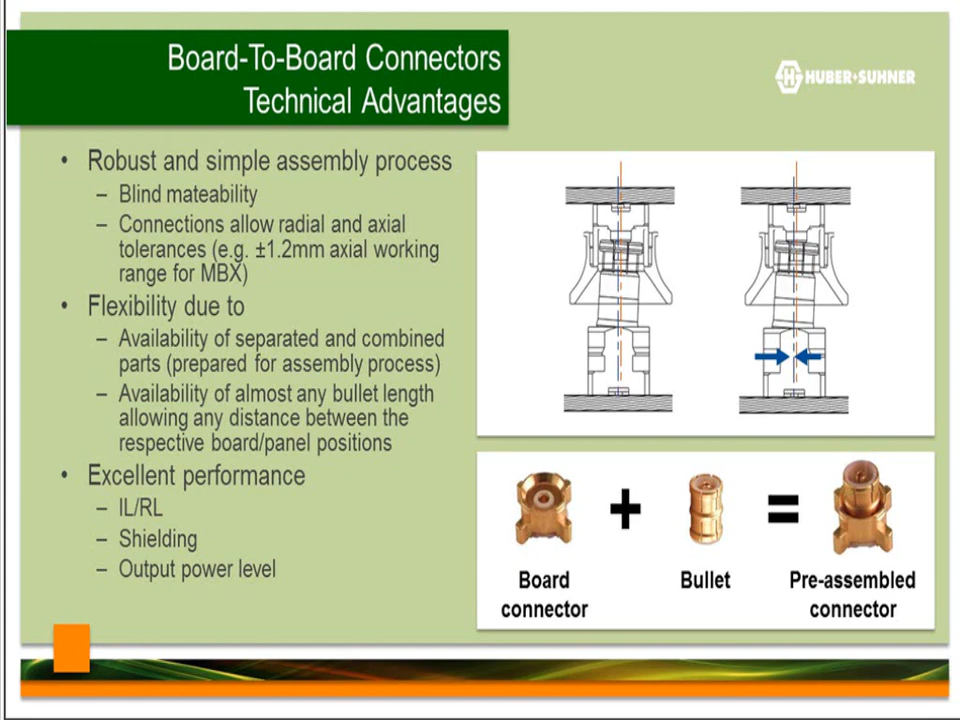 Board-To-Board Connectors
Technical Advantages
HUBER+SUHNER
• Robust and simple assembly process
– Blind mateability
– Connections allow radial and axial
tolerances (e.g. ±1.2mm axial working
range for MBX)
• Flexibility due to
– Availability of separated and combined
parts (prepared for assembly process)
– Availability of almost any bullet length
allowing any distance between the
respective board/panel positions
• Excellent performance
– IL/RL
– Shielding
– Output power level
+ =
Board
connector
Bullet
Pre-assembled
connector